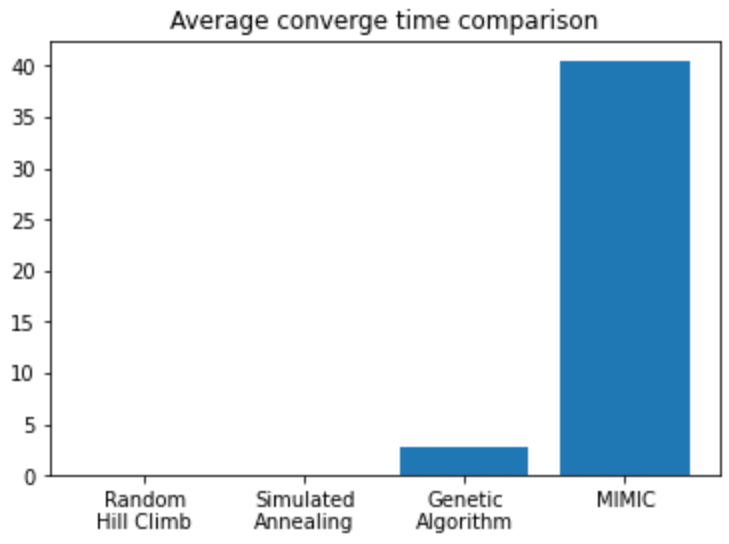 Average converge time comparison
40
35
30
25
20
15
10
5
0
Random
Hill Climb
Simulated
Annealing
Genetic
Algorithm
MIMIC